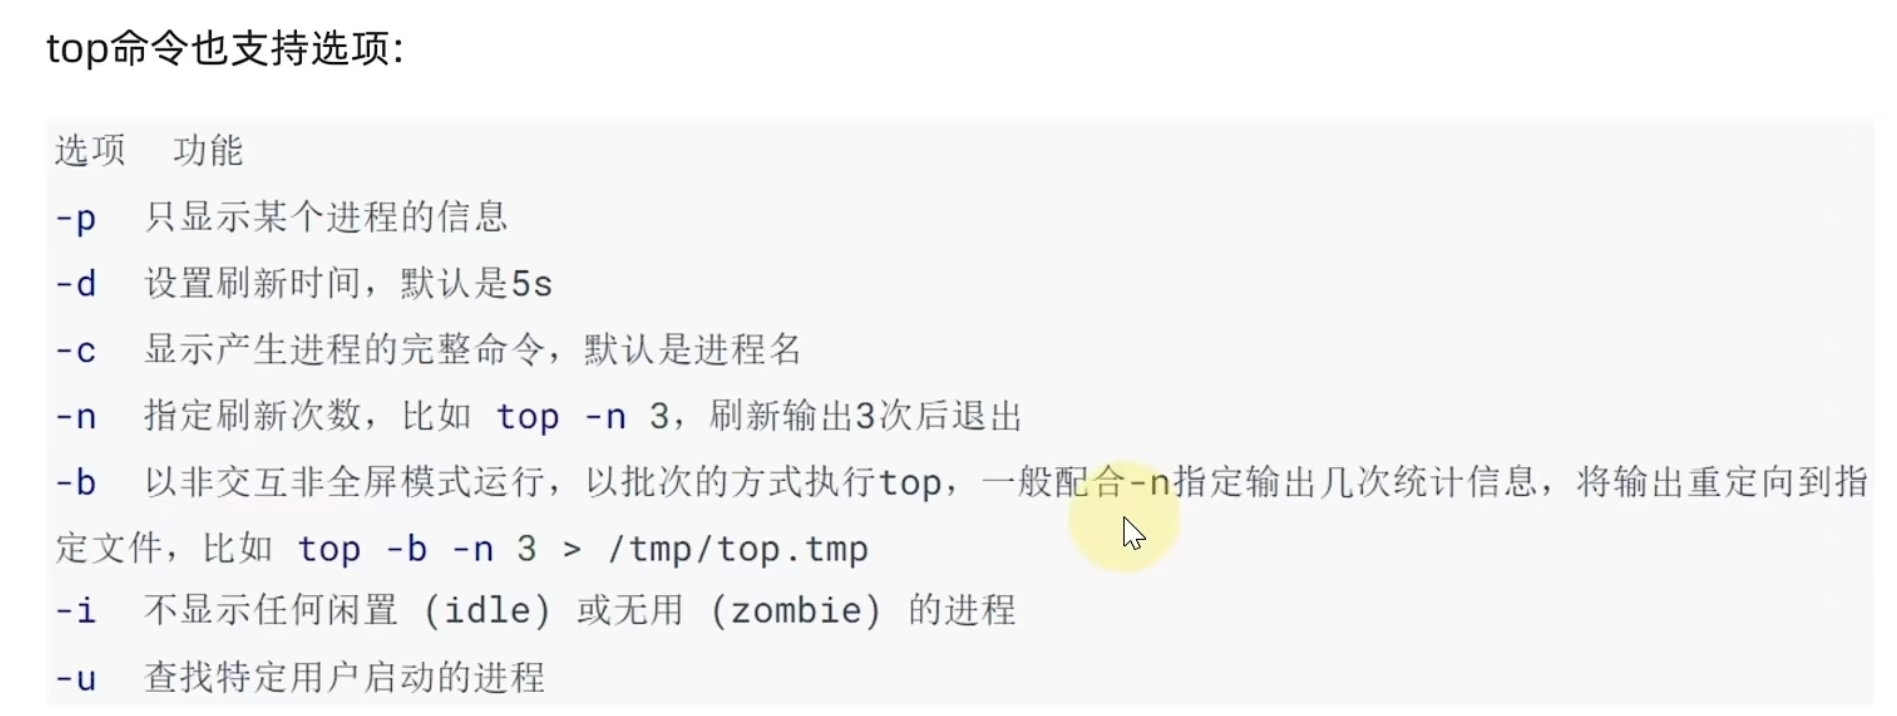 top命令也支持选项：
选项 功能
-p 只显示某个进程的信息
-d 设置刷新时间，默认是5s
-c 显示产生进程的完整命令，默认是进程名
-n 指定刷新次数，比如 top -n 3，刷新输出3次后退出
-b 以非交互非全屏模式运行，以批次的方式执行top，一般配合-n指定输出几次统计信息，将输出重定向到指
定文件，比如 top -b -n 3 > /tmp/top.tmp
-i 不显示任何闲置 (idle) 或无用 (zombie) 的进程
-u 查找特定用户启动的进程